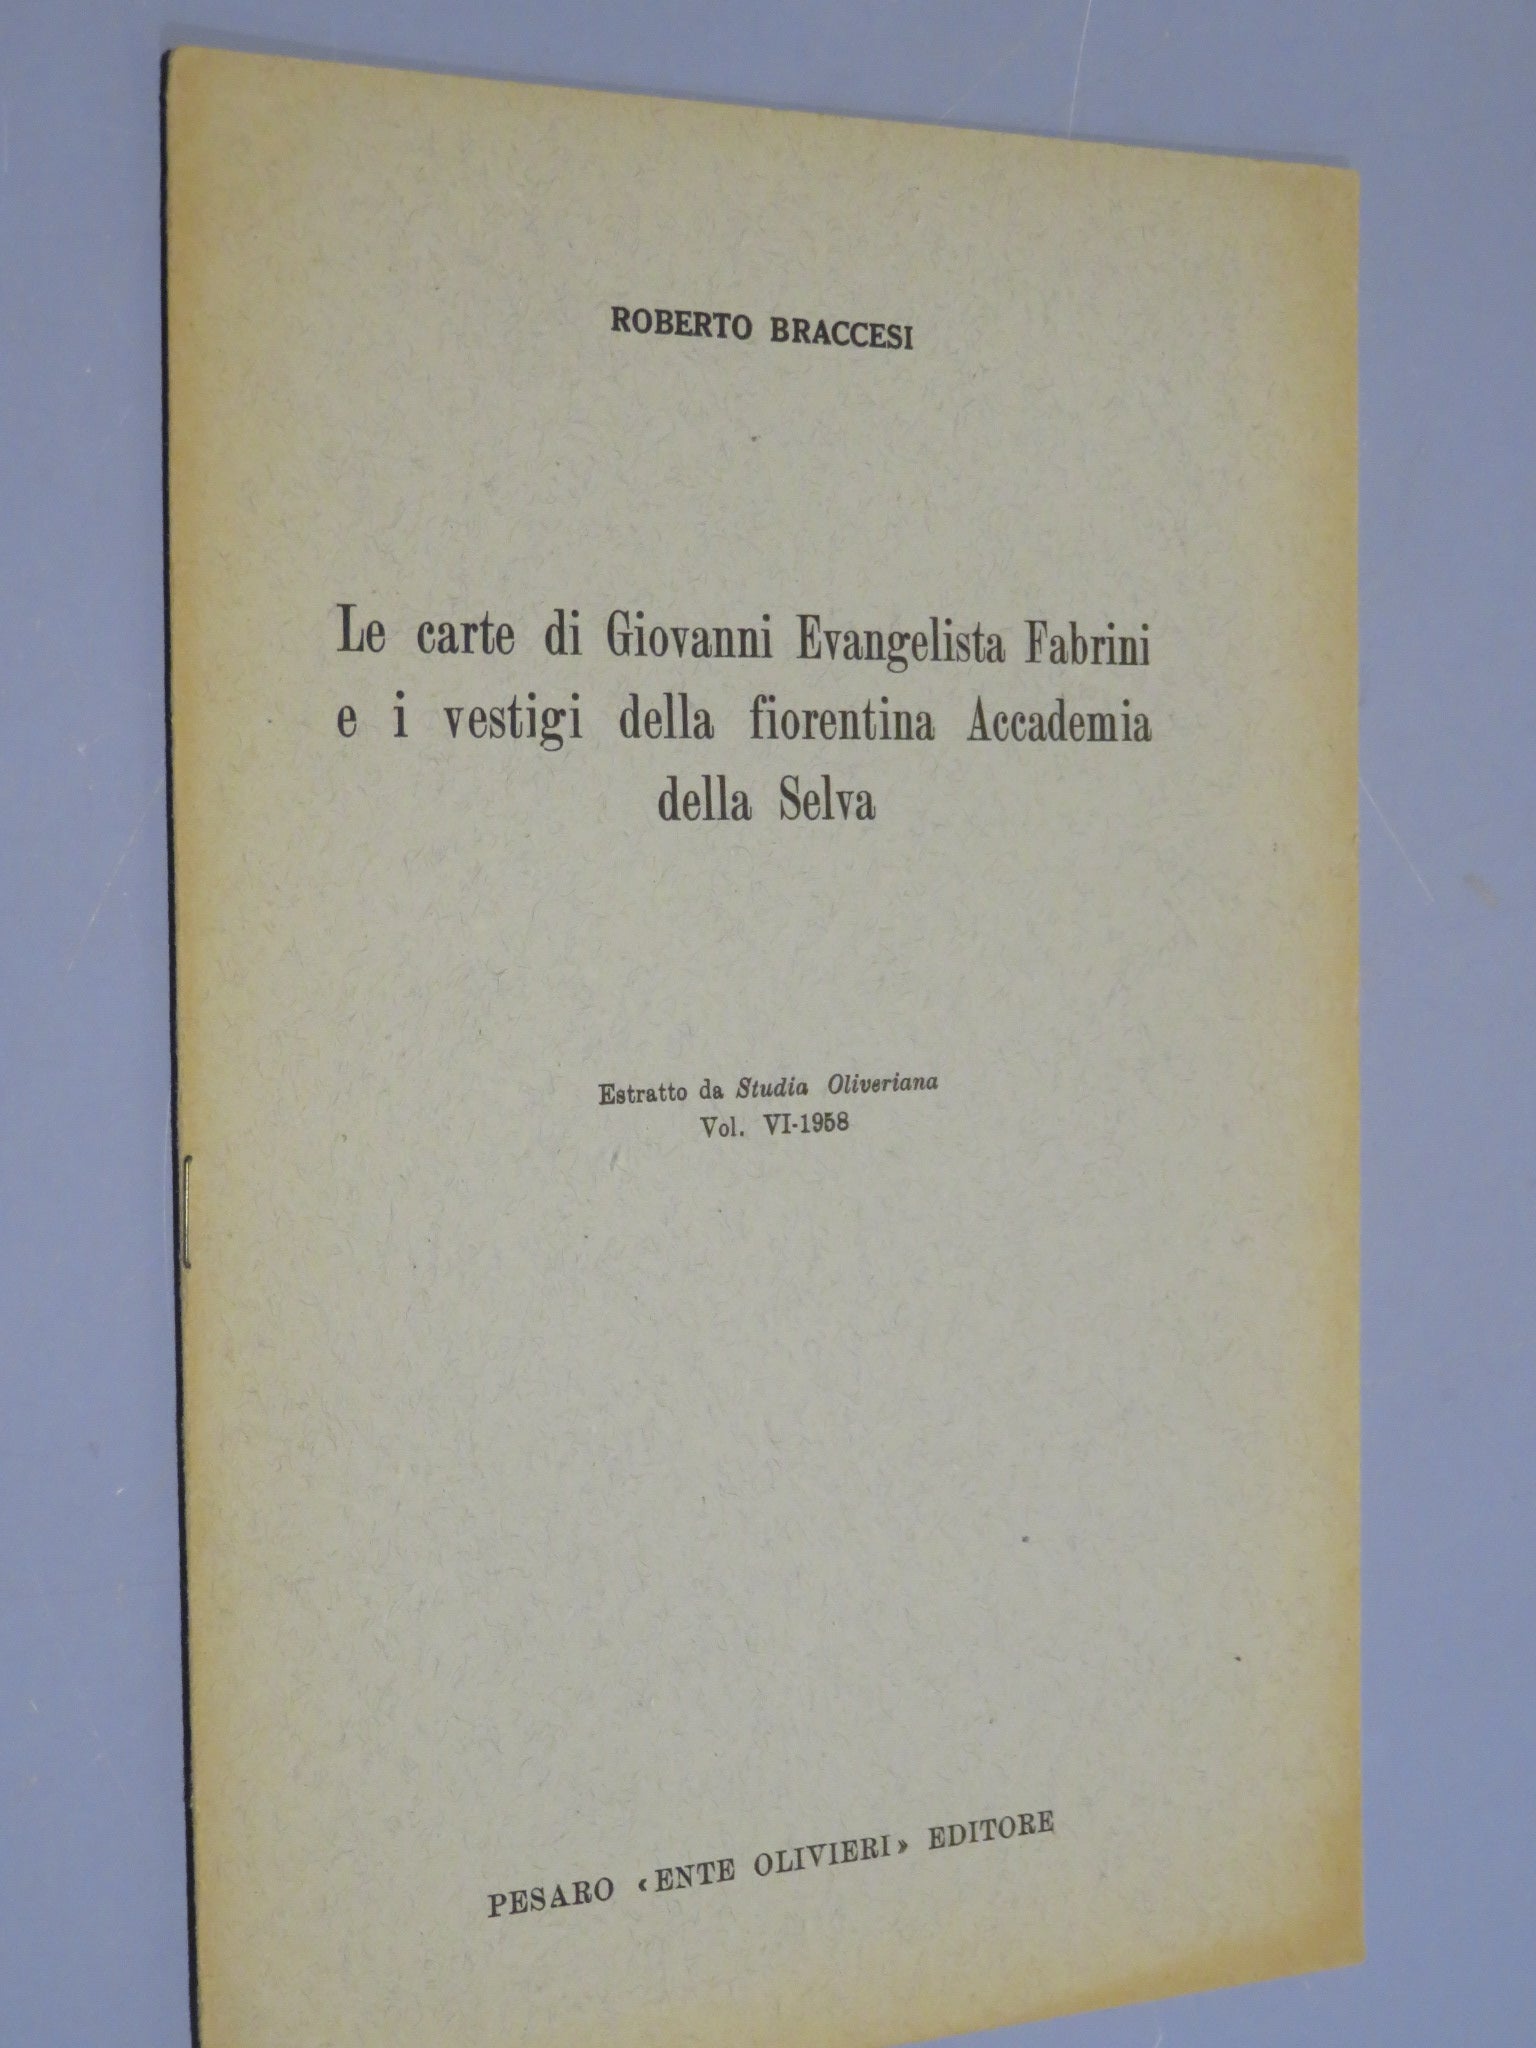 ROBERTO BRACCESI
Le carte di Giovanni Evangelista Fabrini
e i vestigi della fiorentina Accademia
della Selva
Estratto da Studia Oliveriana
Vol. VI-1958
PESARO «ENTE OLIVIERI» EDITORE